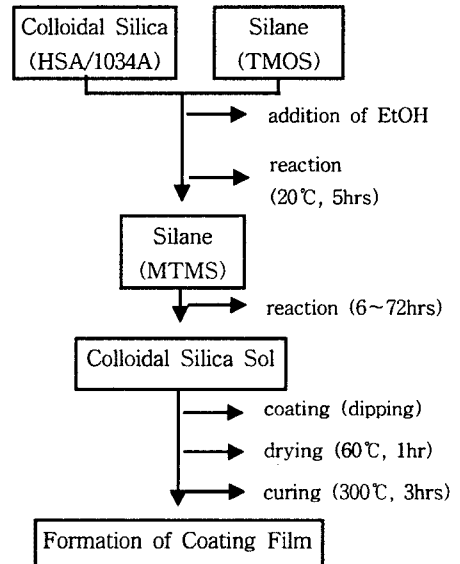 Colloidal Silica
(HSA/1034A)
Silane
(TMOS)
addition of EtOH
reaction
(20℃, 5hrs)
Silane
(MTMS)
reaction (6~72hrs)
Colloidal Silica Sol
coating (dipping)
drying (60℃, 1hr)
curing (300℃, 3hrs)
Formation of Coating Film